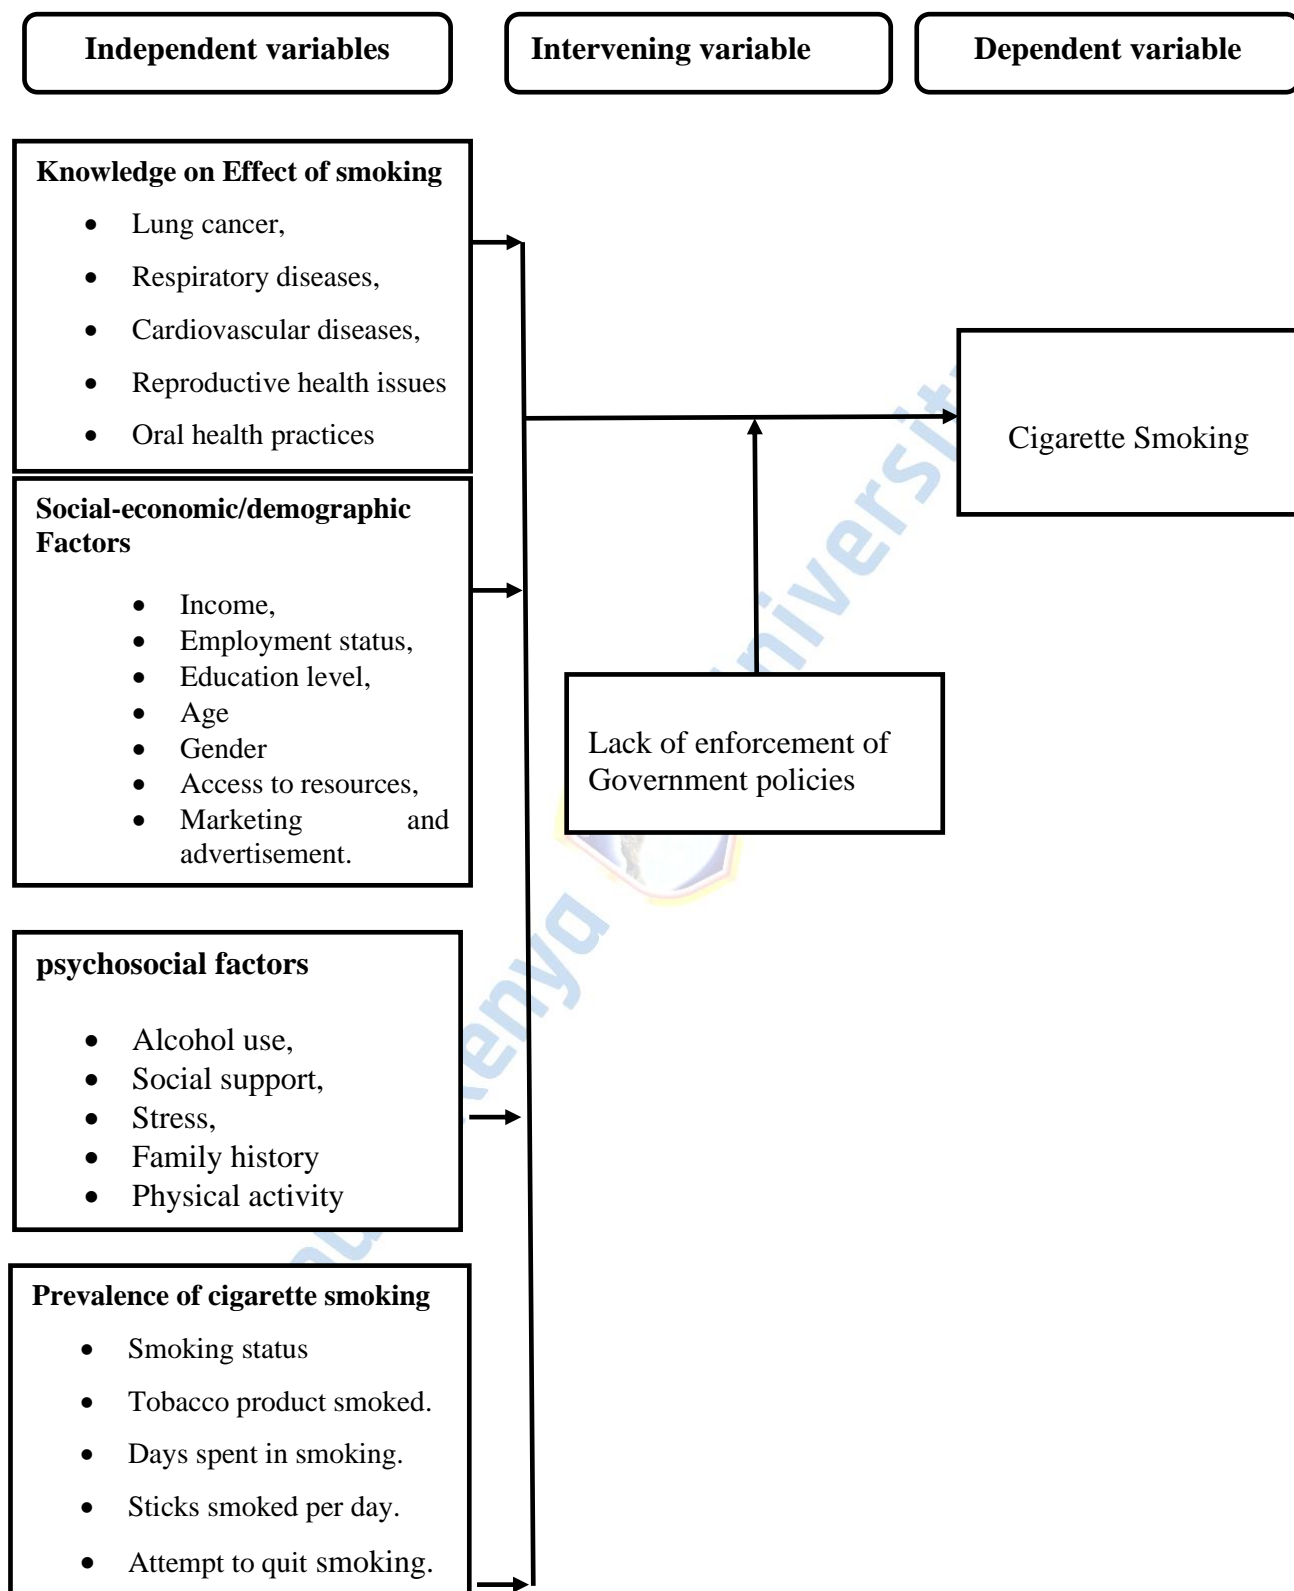 Independent variables
Intervening variable
Dependent variable
Knowledge on Effect of smoking
• Lung cancer,
• Respiratory diseases,
• Cardiovascular diseases,
• Reproductive health issues
• Oral health practices
Social-economic/demographic
Factors
• Income,
• Employment status,
• Education level,
• Age
• Gender
• Access to resources,
• Marketing and
advertisement.
psychosocial factors
• Alcohol use,
• Social support,
• Stress,
• Family history
• Physical activity
Prevalence of cigarette smoking
• Smoking status
• Tobacco product smoked.
• Days spent in smoking.
• Sticks smoked per day.
• Attempt to quit smoking.
Lack of enforcement of
Government policies
Cigarette Smoking